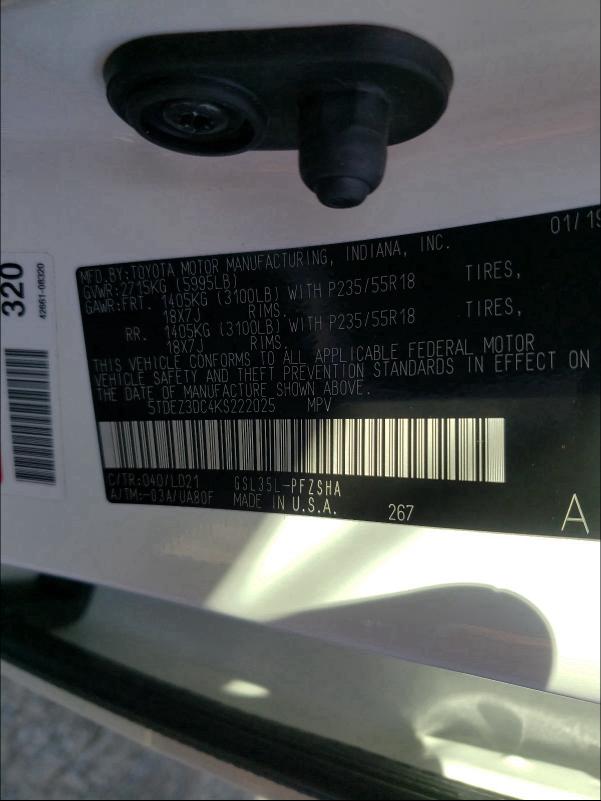 320
42661-08320
MFD.BY:TOYOTA MOTOR MANUFACTURING, INDIANA, INC. 01/19
GVWR:2715KG (5995LB)
GAWR:FRT. 1405KG (3100LB) WITH P235/55R18 TIRES,
18X7J RIMS.
RR. 1405KG (3100LB) WITH P235/55R18 TIRES,
18X7J RIMS.
THIS VEHICLE CONFORMS TO ALL APPLICABLE FEDERAL MOTOR
VEHICLE SAFETY AND THEFT PREVENTION STANDARDS IN EFFECT ON
THE DATE OF MANUFACTURE SHOWN ABOVE.
5TDEZ3DC4KS222025 MPV
C/TR:040/LD21 GSL35L-PFZSHA
A/TM:-03A/UA80F MADE IN U.S.A. 267 A